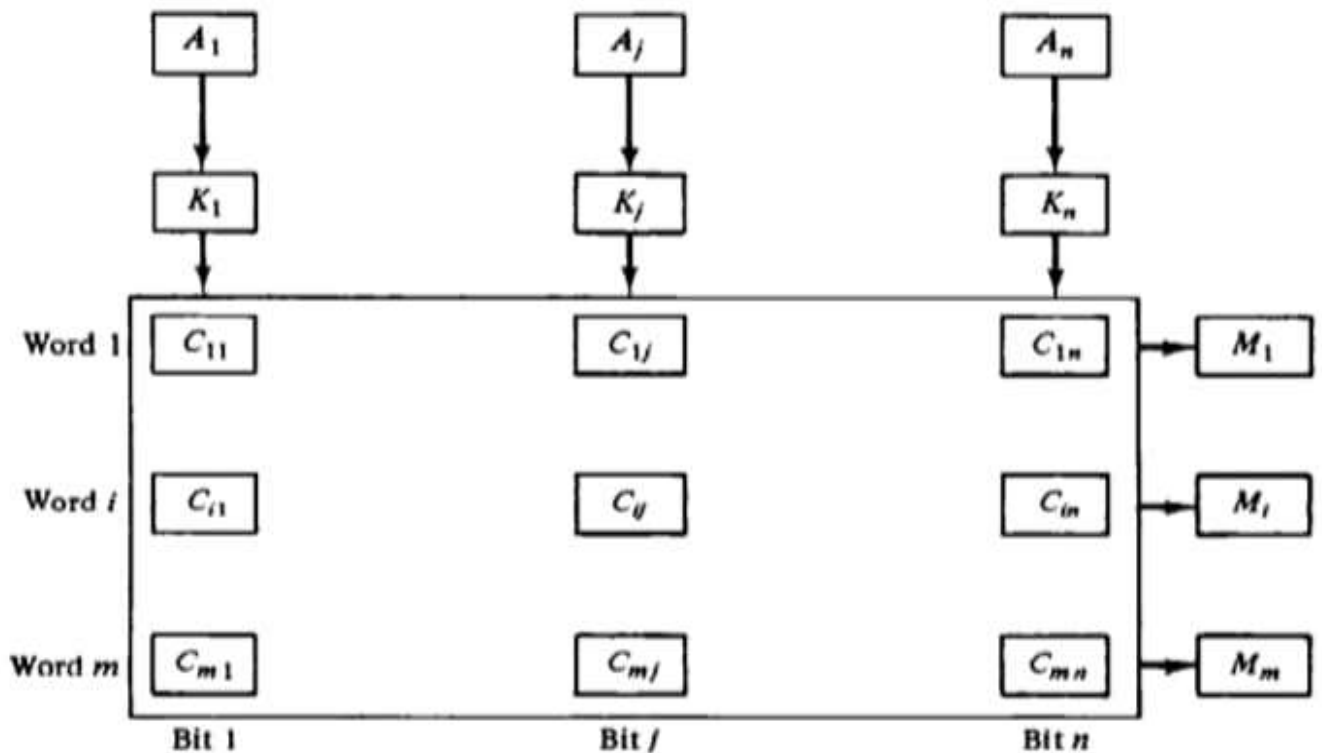 A₁ Aⱼ Aₙ
K₁ Kⱼ Kₙ
Word 1 C₁₁ C₁ⱼ C₁ₙ M₁
Word i Cᵢ₁ Cᵢⱼ Cᵢₙ Mᵢ
Word m Cₘ₁ Cₘⱼ Cₘₙ Mₘ
Bit 1 Bit j Bit n